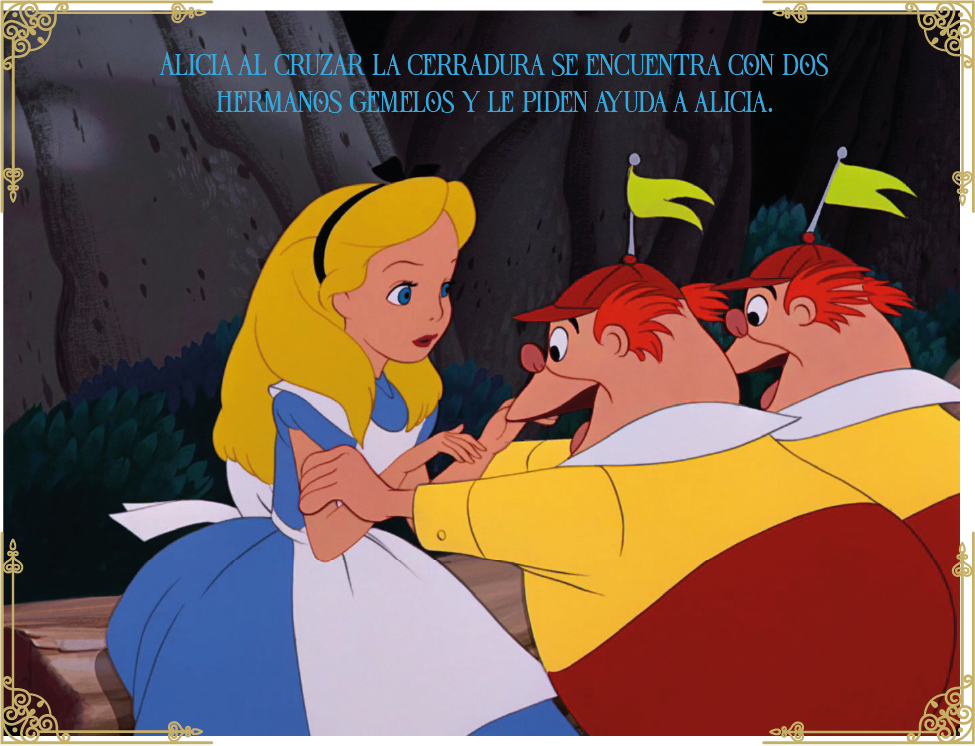 ALICIA AL CRUZAR LA CERRADURA SE ENCUENTRA CON DOS
HERMANOS GEMELOS Y LE PIDEN AYUDA A ALICIA.